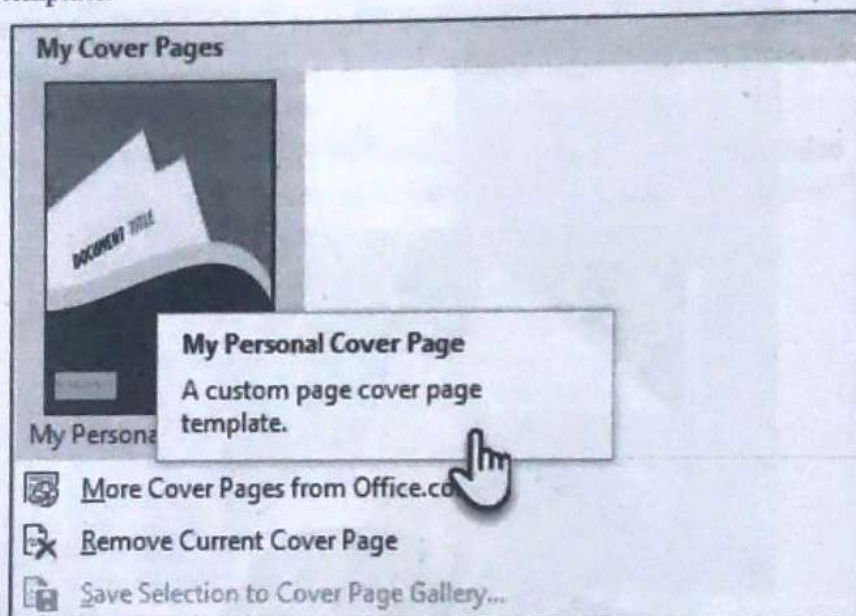 My Cover Pages
DOCUMENT TITLE
My Personal Cover Page
A custom page cover page
template.
My Persona
More Cover Pages from Office.co
Remove Current Cover Page
Save Selection to Cover Page Gallery...